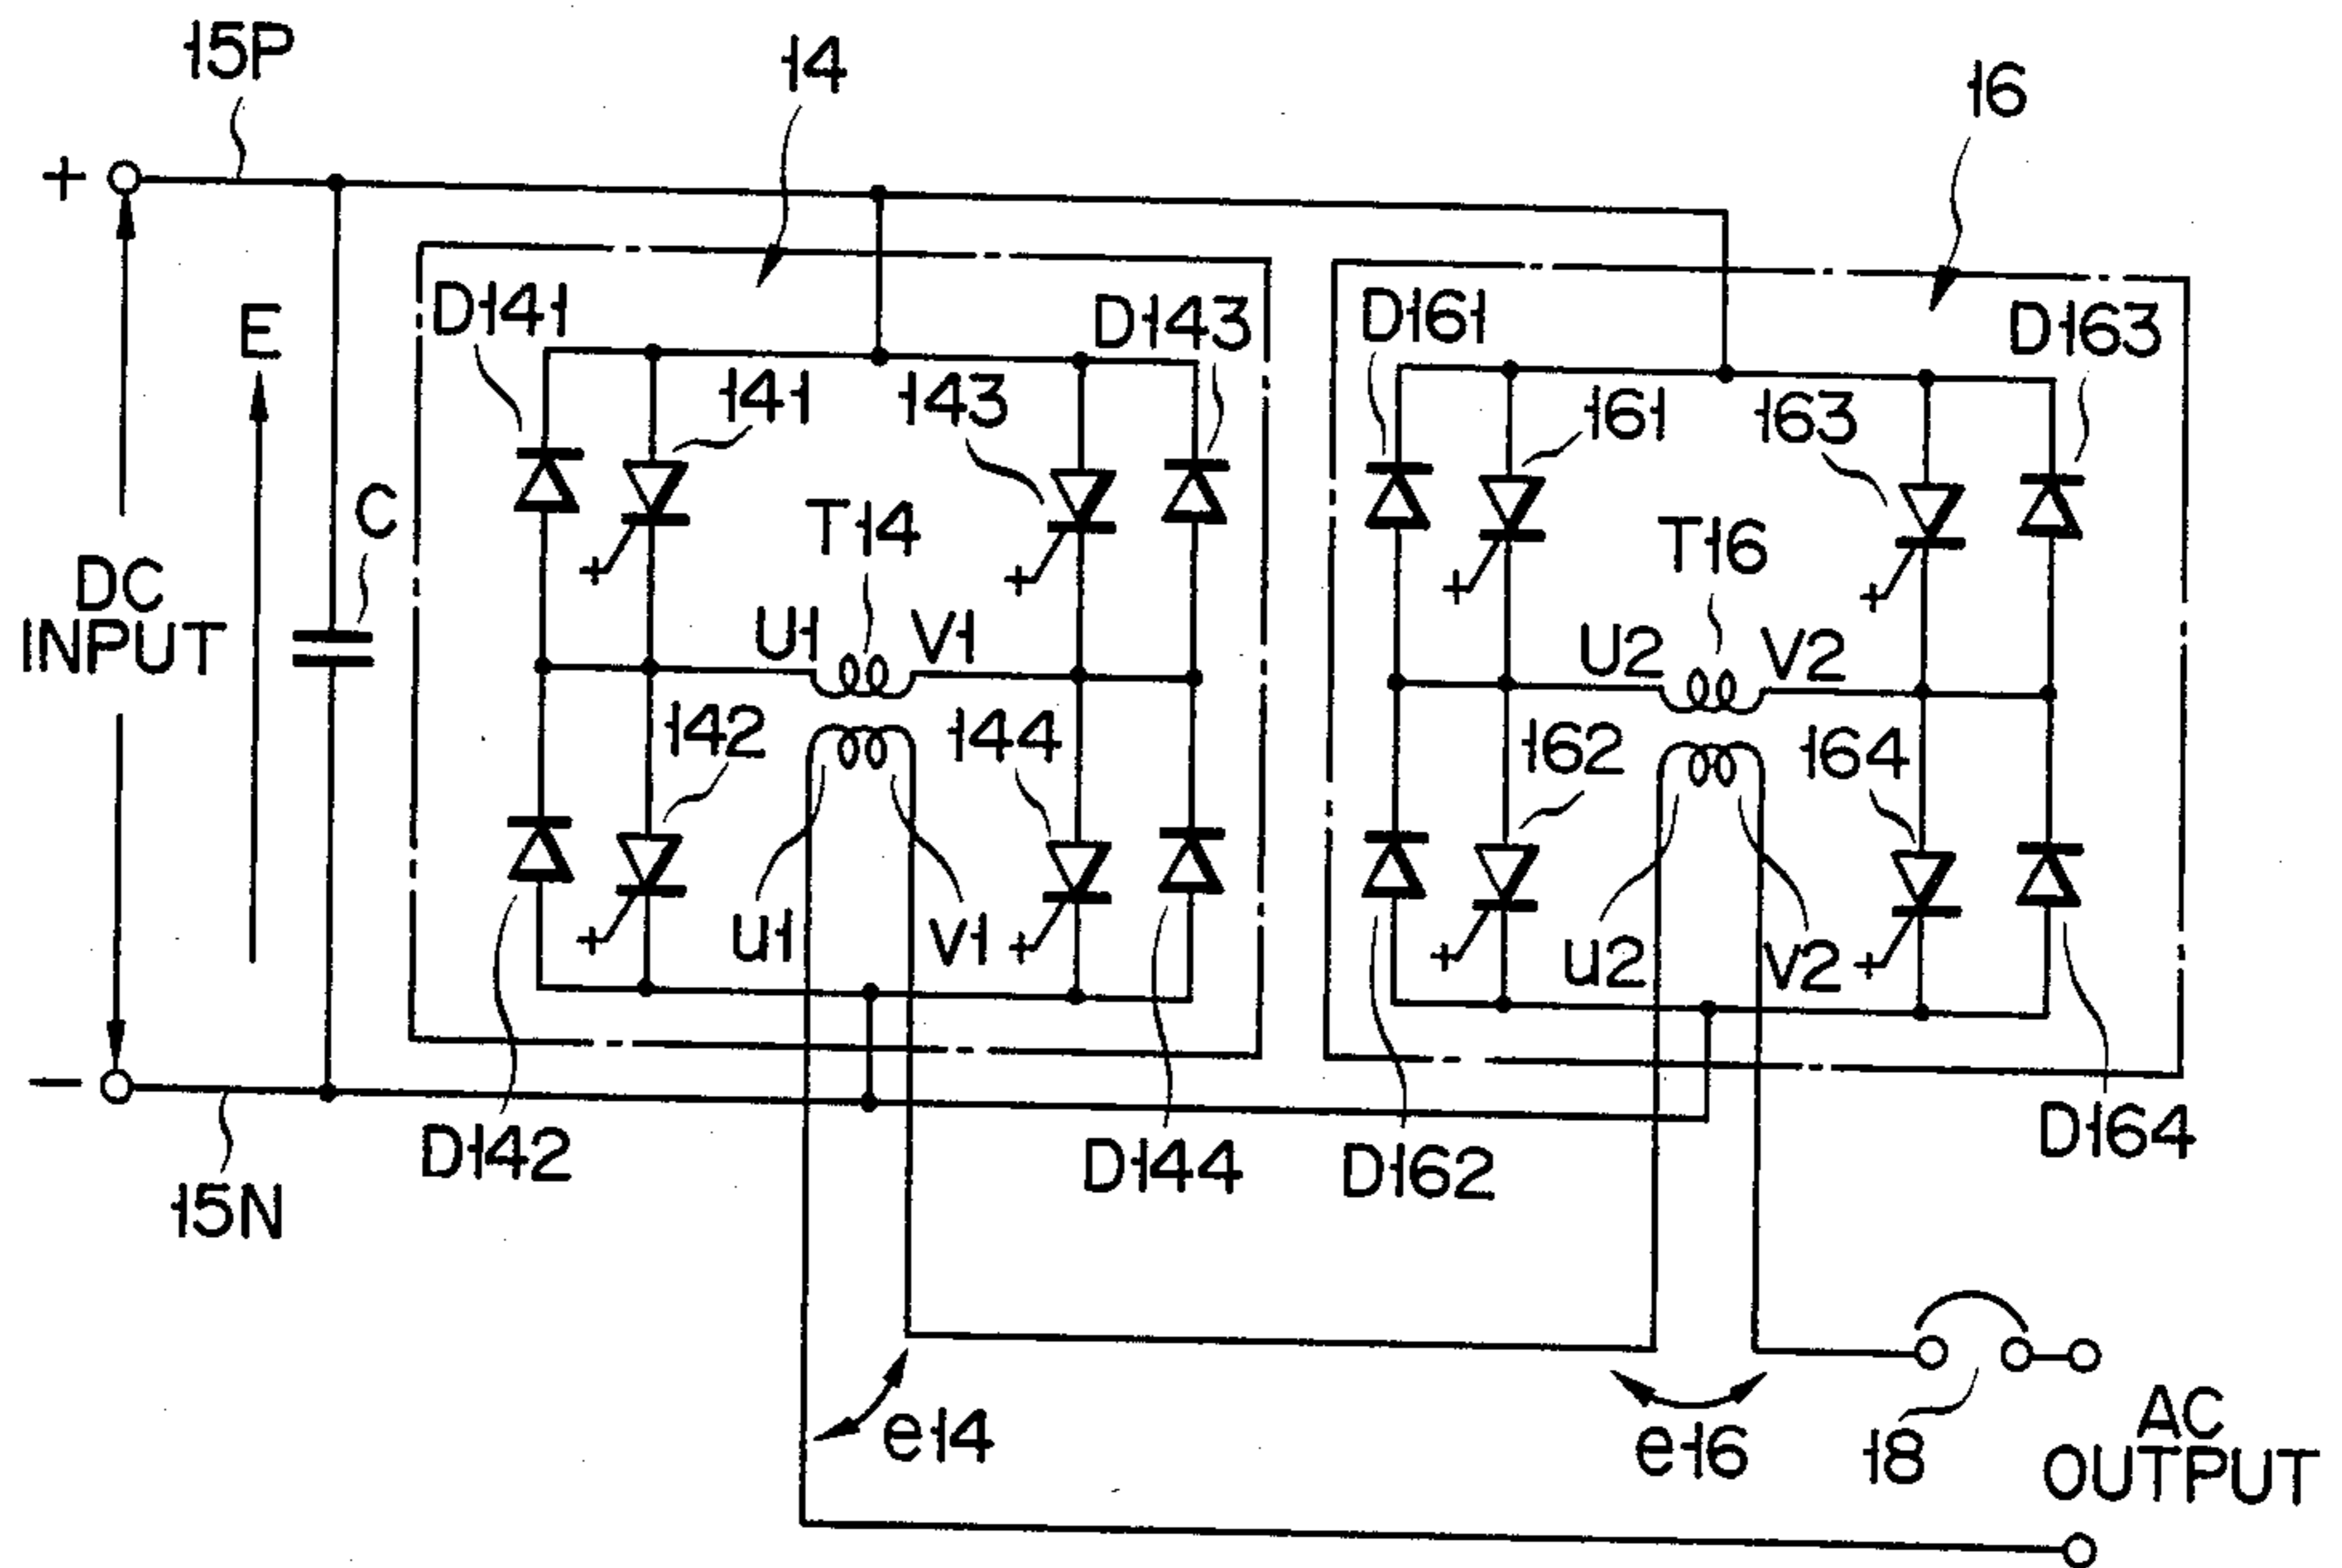 15P
14
16
+
E
D141
D143
D161
D163
141
143
161
163
C
T14
T16
+
+
+
+
DC
INPUT
U1
V1
U2
V2
142
144
162
164
u1
v1
u2
v2
+
+
+
+
−
D142
D144
D162
D164
15N
e14
e16
18
AC
OUTPUT